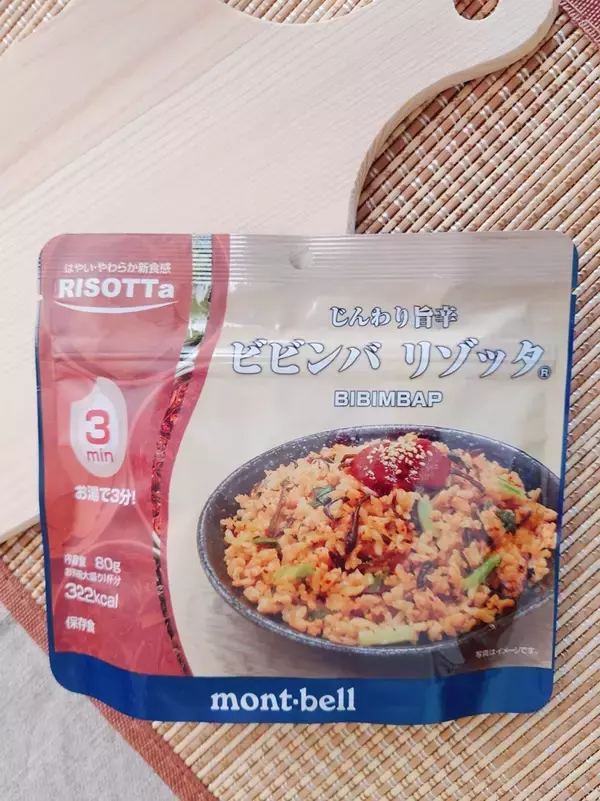 はやい・やわらか新食感
RISOTTa
じんわり旨辛
ビビンバ リゾッタ®
BIBIMBAP
3
min
お湯で3分!
内容量 80g
322kcal
保存食
写真はイメージです。
mont·bell